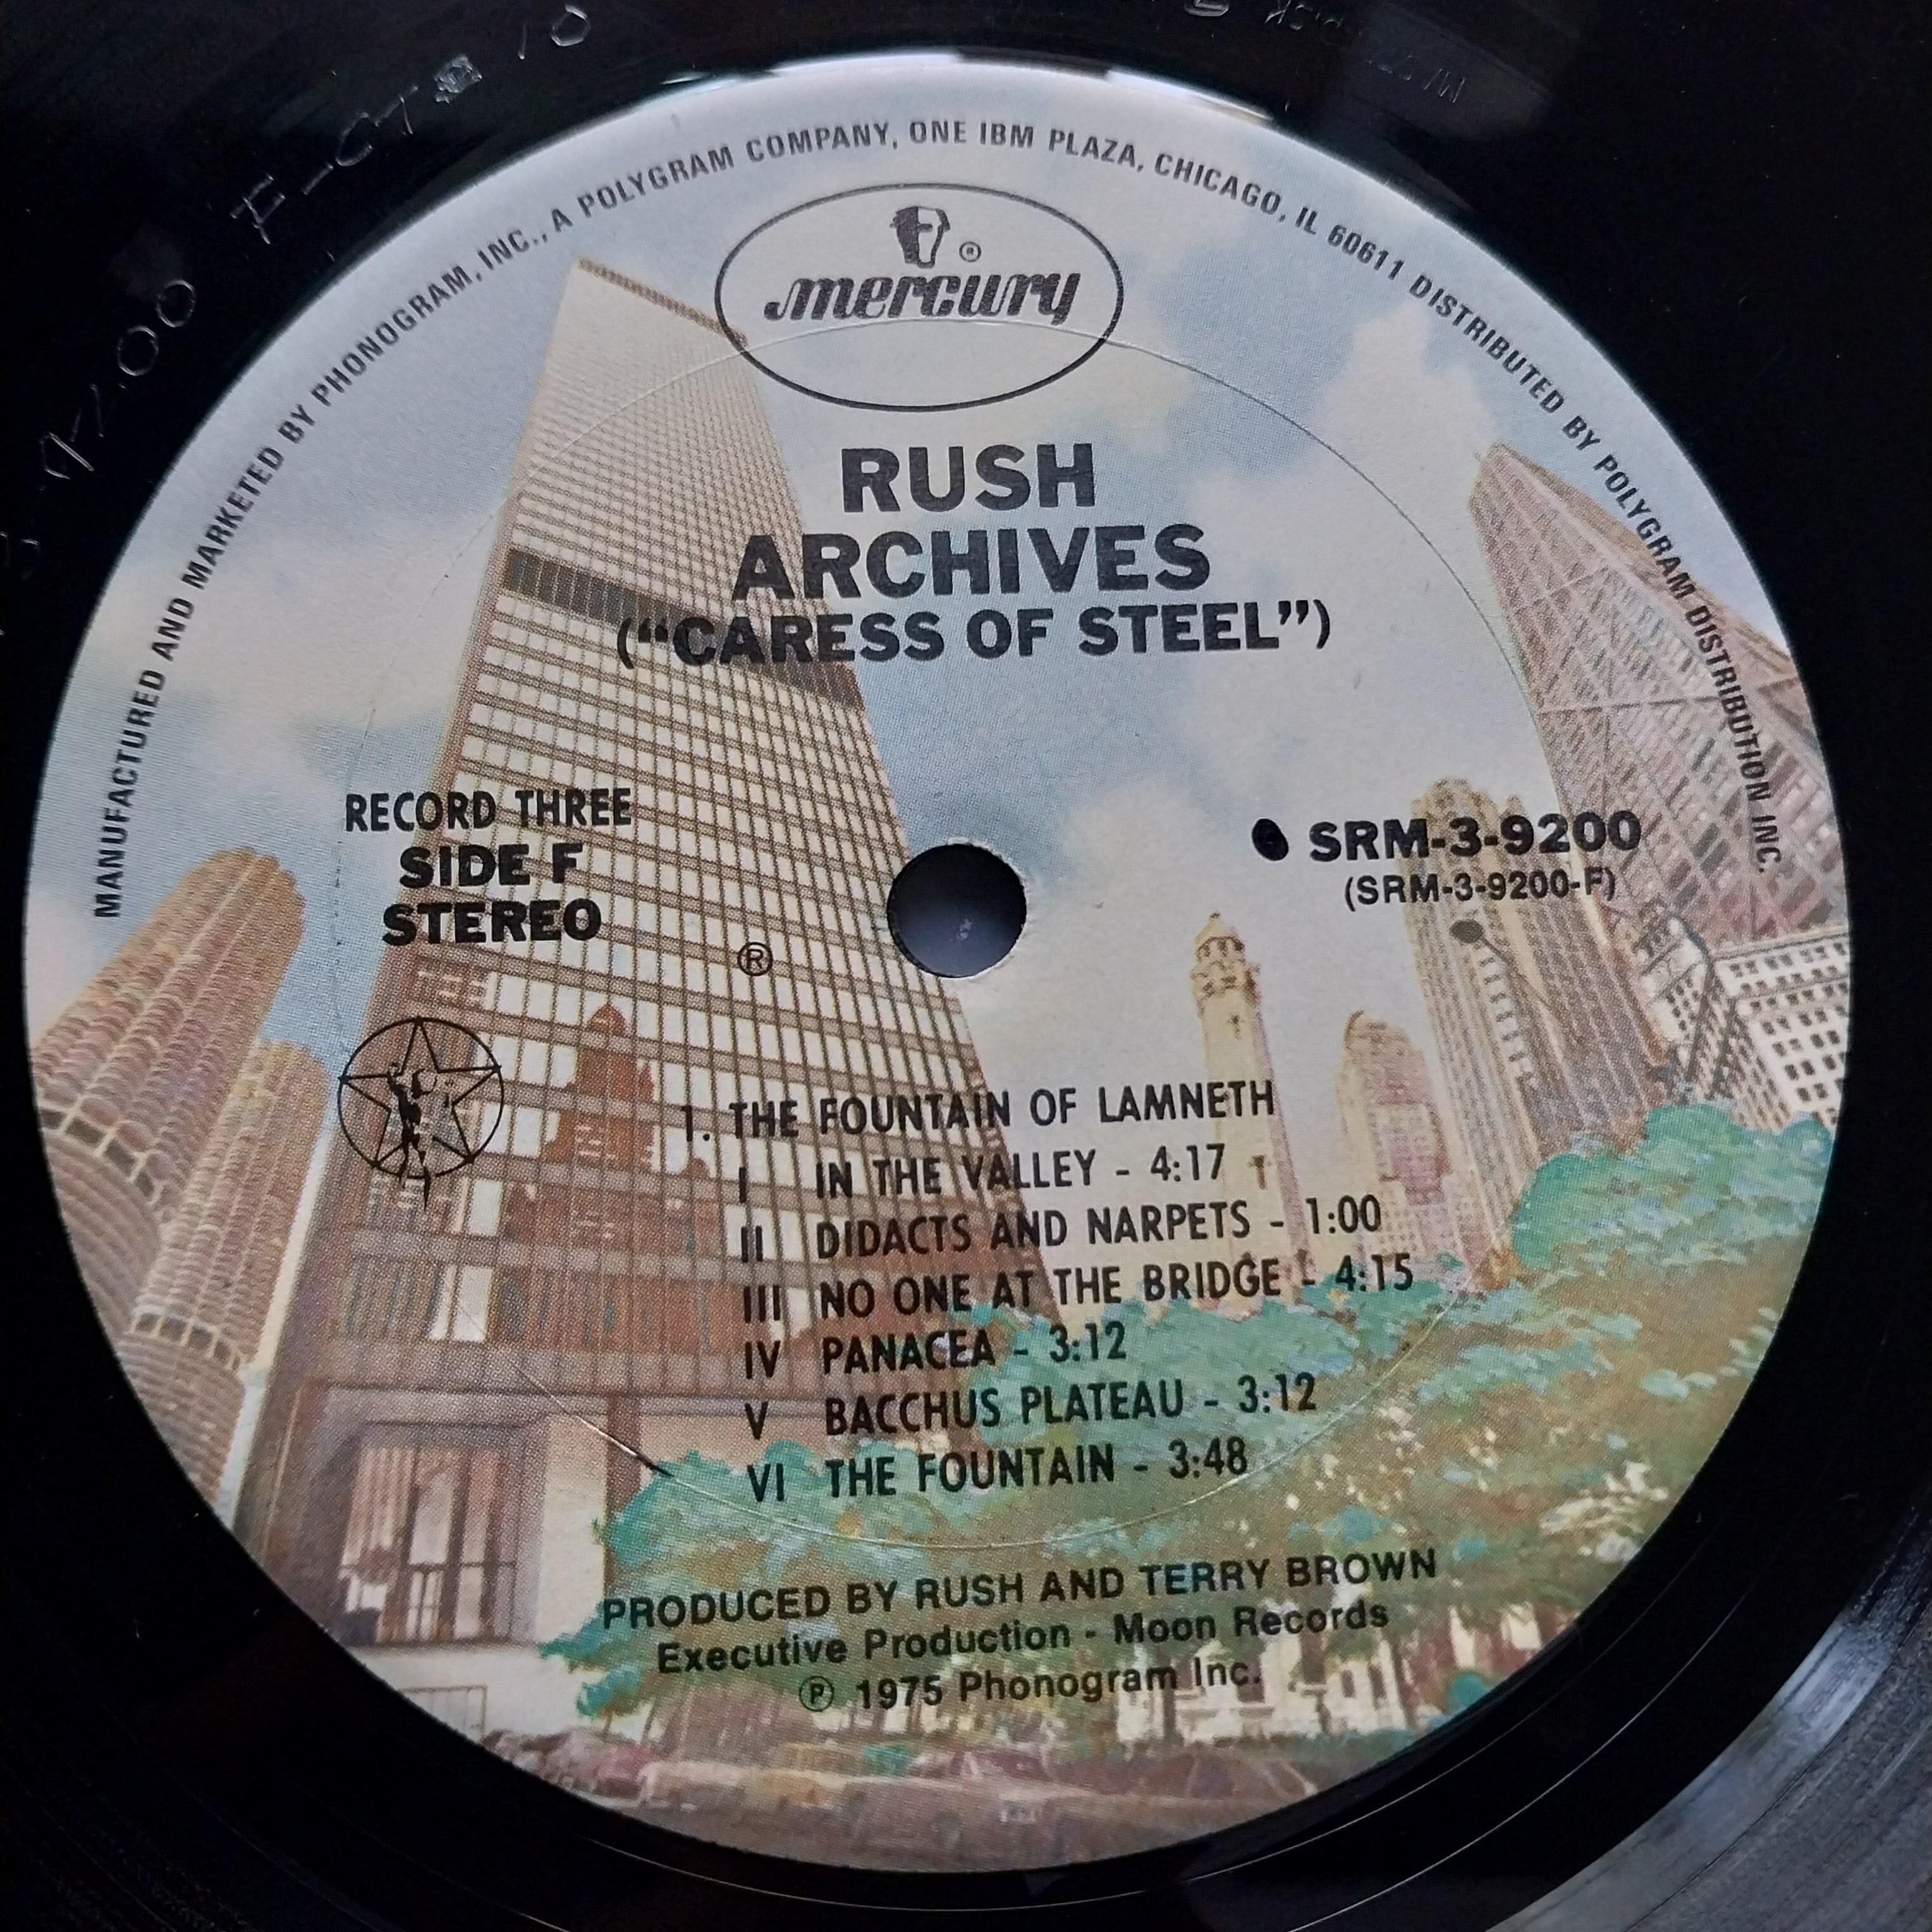 MANUFACTURED AND MARKETED BY PHONOGRAM, INC., A POLYGRAM COMPANY, ONE IBM PLAZA, CHICAGO, IL 60611 DISTRIBUTED BY POLYGRAM DISTRIBUTION INC.
®
mercury
RUSH
ARCHIVES
("CARESS OF STEEL")
RECORD THREE
SIDE F
STEREO
®
SRM-3-9200
(SRM-3-9200-F)
1. THE FOUNTAIN OF LAMNETH
I IN THE VALLEY - 4:17
II DIDACTS AND NARPETS - 1:00
III NO ONE AT THE BRIDGE - 4:15
IV PANACEA - 3:12
V BACCHUS PLATEAU - 3:12
VI THE FOUNTAIN - 3:48
PRODUCED BY RUSH AND TERRY BROWN
Executive Production - Moon Records
℗ 1975 Phonogram Inc.